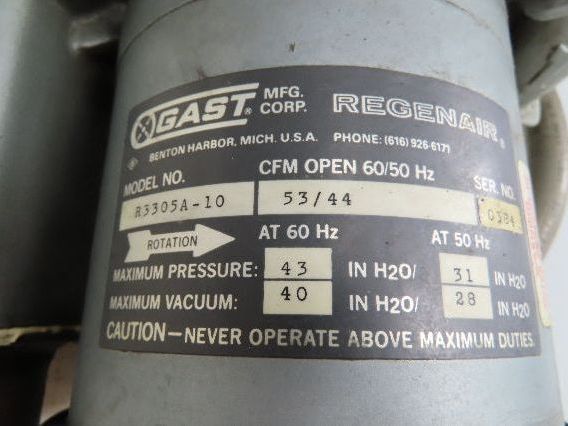 GAST® MFG. CORP. REGENAIR®
BENTON HARBOR, MICH. U.S.A. PHONE: (616) 926-6171
MODEL NO. CFM OPEN 60/50 Hz SER. NO.
R3305A-10 53/44 0384
ROTATION AT 60 Hz AT 50 Hz
MAXIMUM PRESSURE: 43 IN H2O/ 31 IN H2O
MAXIMUM VACUUM: 40 IN H2O/ 28 IN H2O
CAUTION—NEVER OPERATE ABOVE MAXIMUM DUTIES.